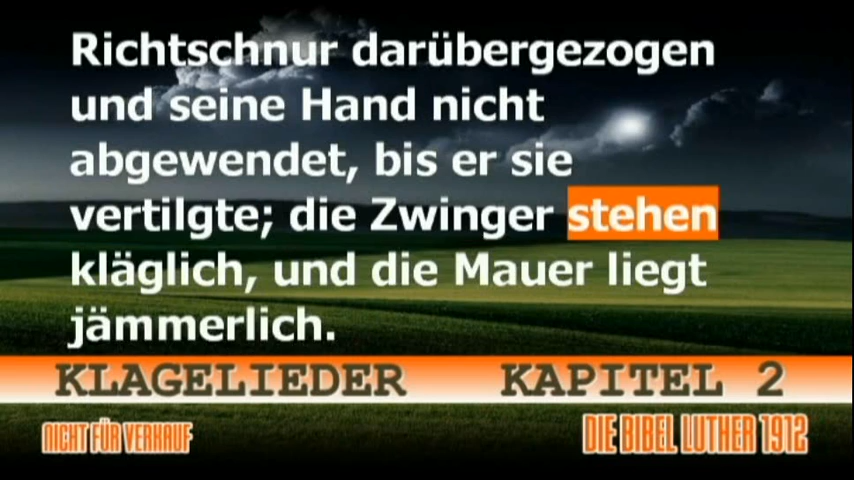 Richtschnur darübergezogen
und seine Hand nicht
abgewendet, bis er sie
vertilgte; die Zwinger stehen
kläglich, und die Mauer liegt
jämmerlich.
KLAGELIEDER KAPITEL 2
NICHT FÜR VERKAUF DIE BIBEL LUTHER 1912